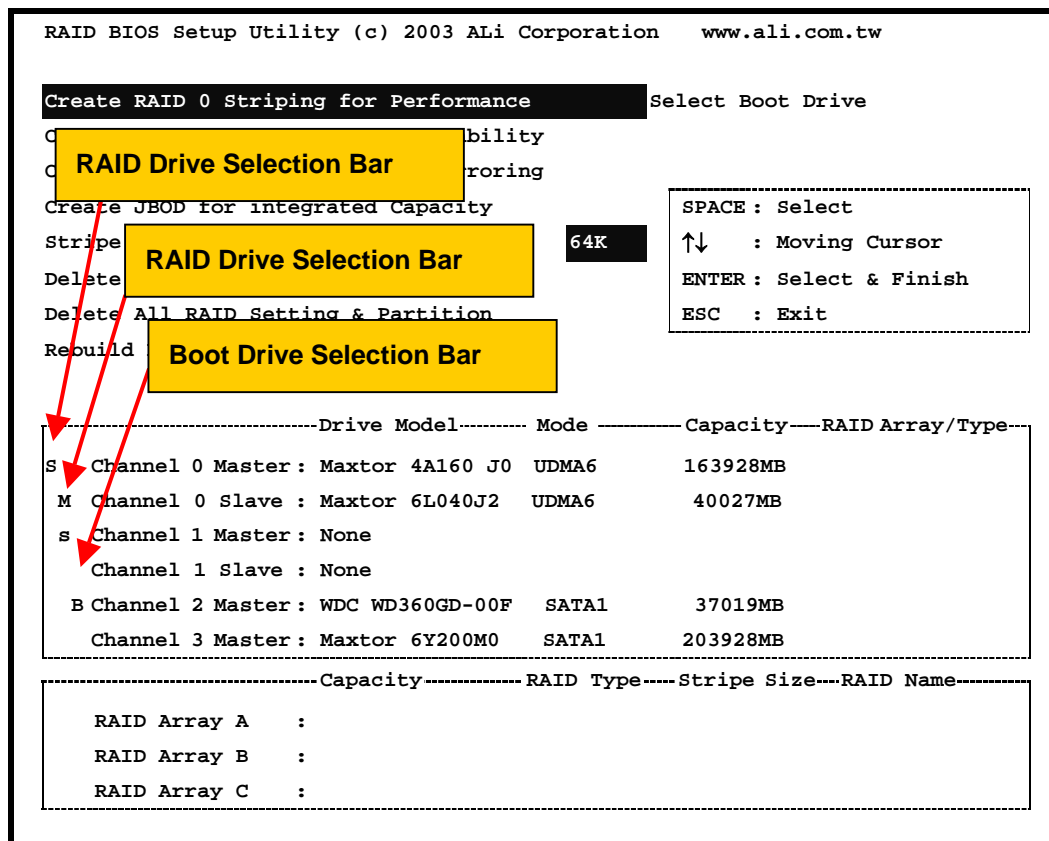 RAID BIOS Setup Utility (c) 2003 ALi Corporation www.ali.com.tw
Create RAID 0 Striping for Performance Select Boot Drive
C bility
RAID Drive Selection Bar
C roring
Create JBOD for integrated Capacity
SPACE : Select
Stripe 64K
↑↓ : Moving Cursor
RAID Drive Selection Bar
Delete
ENTER : Select & Finish
Delete All RAID Setting & Partition
ESC : Exit
Rebuild
Boot Drive Selection Bar
Drive Model Mode Capacity RAID Array/Type
S Channel 0 Master : Maxtor 4A160 J0 UDMA6 163928MB
M Channel 0 Slave : Maxtor 6L040J2 UDMA6 40027MB
s Channel 1 Master : None
Channel 1 Slave : None
B Channel 2 Master : WDC WD360GD-00F SATA1 37019MB
Channel 3 Master : Maxtor 6Y200M0 SATA1 203928MB
Capacity RAID Type Stripe Size RAID Name
RAID Array A :
RAID Array B :
RAID Array C :